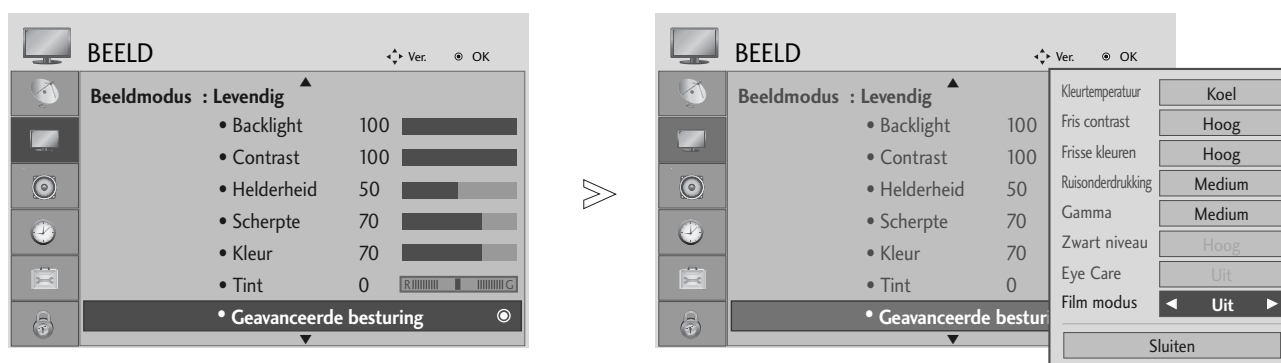 BEELD
Ver. OK
Beeldmodus : Levendig
• Backlight 100
• Contrast 100
• Helderheid 50
• Scherpte 70
• Kleur 70
• Tint 0 R G
• Geavanceerde besturing
BEELD
Ver. OK
Beeldmodus : Levendig
• Backlight 100
• Contrast 100
• Helderheid 50
• Scherpte 70
• Kleur 70
• Tint 0
• Geavanceerde bestur
Kleurtemperatuur Koel
Fris contrast Hoog
Frisse kleuren Hoog
Ruisonderdrukking Medium
Gamma Medium
Zwart niveau Hoog
Eye Care Uit
Film modus ◄ Uit ►
Sluiten